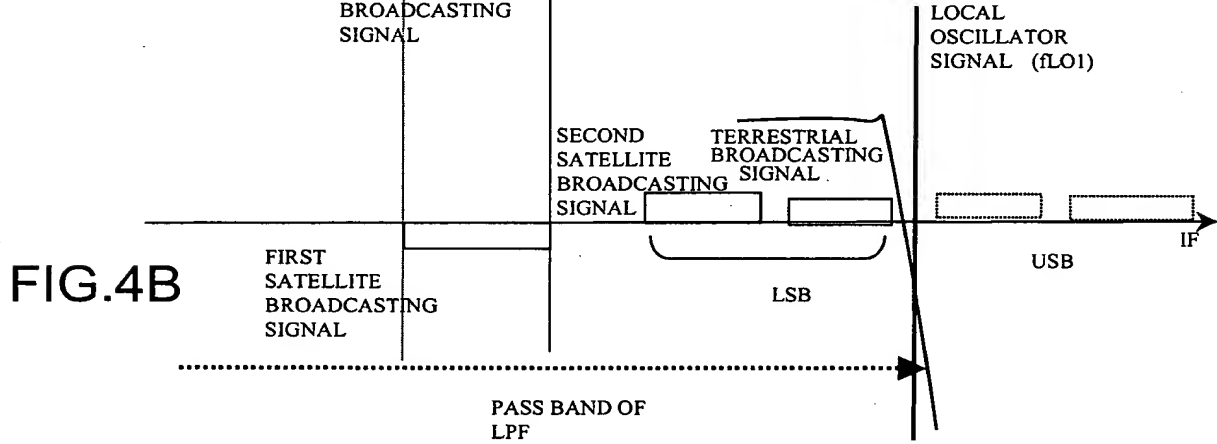 BROADCASTING
SIGNAL
LOCAL
OSCILLATOR
SIGNAL (fLO1)
SECOND
SATELLITE
BROADCASTING
SIGNAL
TERRESTRIAL
BROADCASTING
SIGNAL
IF
FIRST
SATELLITE
BROADCASTING
SIGNAL
LSB
USB
FIG.4B
PASS BAND OF
LPF